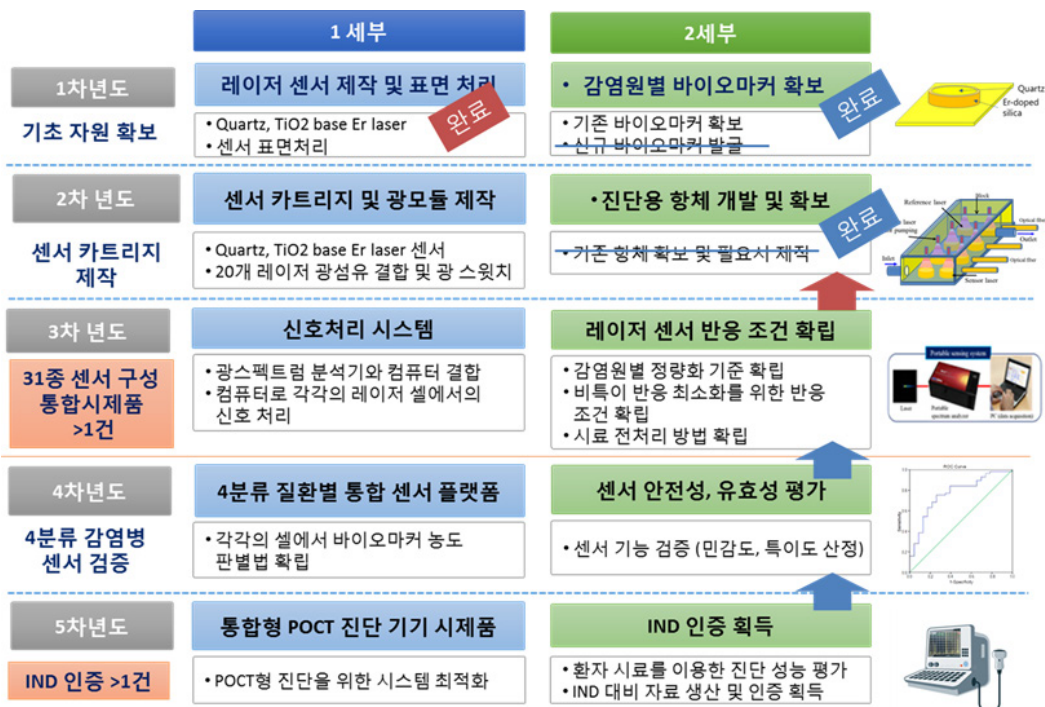 1 세부
2세부
1차년도
기초 자원 확보
레이저 센서 제작 및 표면 처리
• Quartz, TiO2 base Er laser
• 센서 표면처리
완료
• 감염원별 바이오마커 확보
• 기존 바이오마커 확보
• 신규 바이오마커 발굴
완료
Quartz
Er-doped
silica
2차 년도
센서 카트리지
제작
센서 카트리지 및 광모듈 제작
• Quartz, TiO2 base Er laser 센서
• 20개 레이저 광섬유 결합 및 광 스윗치
•진단용 항체 개발 및 확보
• 기존 항체 확보 및 필요시 제작
완료
Block
Reference laser
laser
pumping
Optical fiber
Outlet
Inlet
Optical fiber
Sensor laser
3차 년도
31종 센서 구성
통합시제품
>1건
신호처리 시스템
• 광스펙트럼 분석기와 컴퓨터 결합
• 컴퓨터로 각각의 레이저 셀에서의
신호 처리
레이저 센서 반응 조건 확립
• 감염원별 정량화 기준 확립
• 비특이 반응 최소화를 위한 반응
조건 확립
• 시료 전처리 방법 확립
Portable sensing system
Laser
Portable
spectrum analyzer
PC (data acquisition)
4차년도
4분류 감염병
센서 검증
4분류 질환별 통합 센서 플랫폼
• 각각의 셀에서 바이오마커 농도
판별법 확립
센서 안전성, 유효성 평가
• 센서 기능 검증 (민감도, 특이도 산정)
ROC Curve
Sensitivity
1-Specificity
5차년도
IND 인증 >1건
통합형 POCT 진단 기기 시제품
• POCT형 진단을 위한 시스템 최적화
IND 인증 획득
• 환자 시료를 이용한 진단 성능 평가
• IND 대비 자료 생산 및 인증 획득